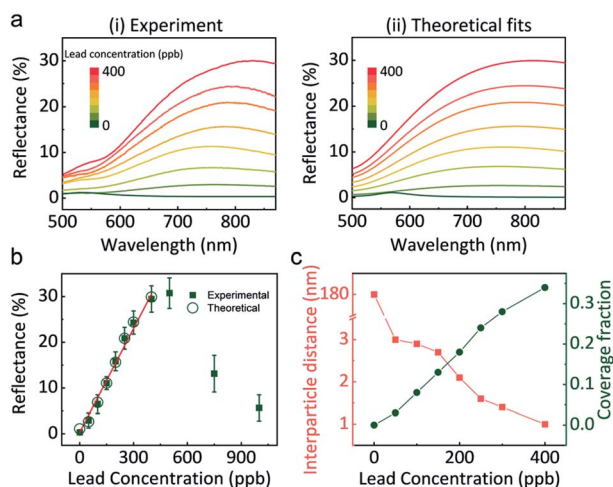 a
(i) Experiment
(ii) Theoretical fits
Reflectance (%)
30
20
10
0
Lead concentration (ppb)
400
0
500 600 700 800
Wavelength (nm)
Reflectance (%)
30
20
10
0
400
0
500 600 700 800
Wavelength (nm)
b
Reflectance (%)
30
20
10
0
Experimental
Theoretical
0 300 600 900
Lead Concentration (ppb)
c
Interparticle distance (nm)
180
3
2
1
0 200 400
Lead Concentration (ppb)
0.3
0.2
0.1
0.0
Coverage fraction